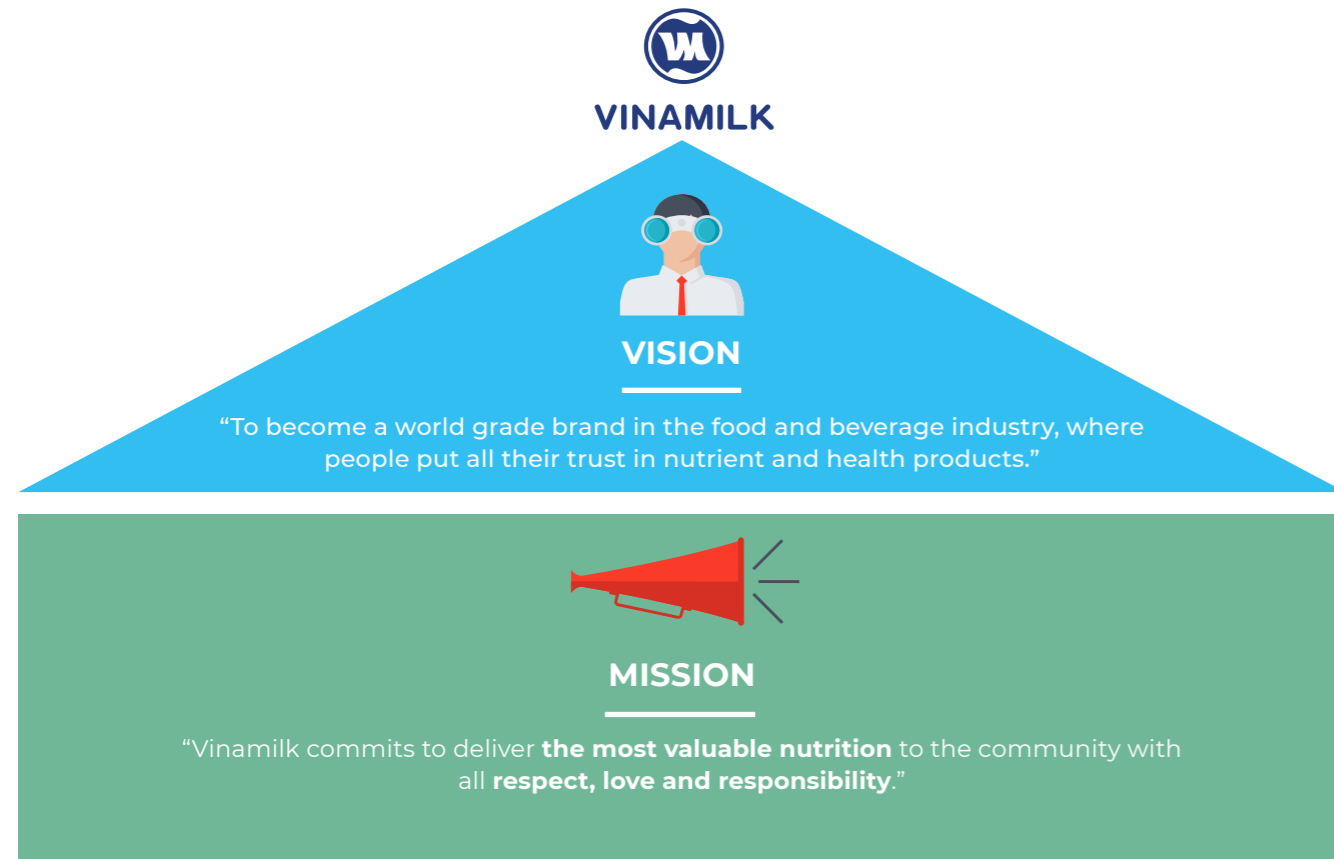 VM
VINAMILK
VISION
“To become a world grade brand in the food and beverage industry, where
people put all their trust in nutrient and health products.”
MISSION
“Vinamilk commits to deliver the most valuable nutrition to the community with
all respect, love and responsibility.”